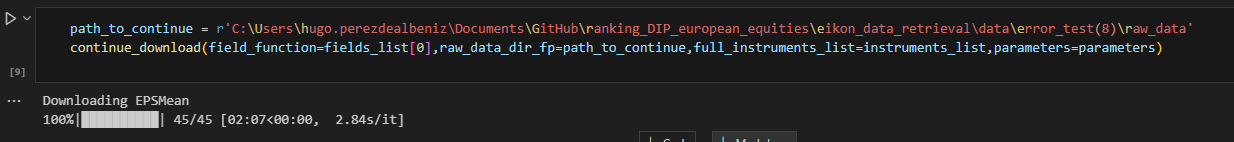 path_to_continue = r'C:\Users\hugo.perezdealbeniz\Documents\GitHub\ranking_DIP_european_equities\eikon_data_retrieval\data\error_test(8)\raw_data'
continue_download(field_function=fields_list[0],raw_data_dir_fp=path_to_continue,full_instruments_list=instruments_list,parameters=parameters)
[9]
...
Downloading EPSMean
100%|██████████| 45/45 [02:07<00:00,  2.84s/it]